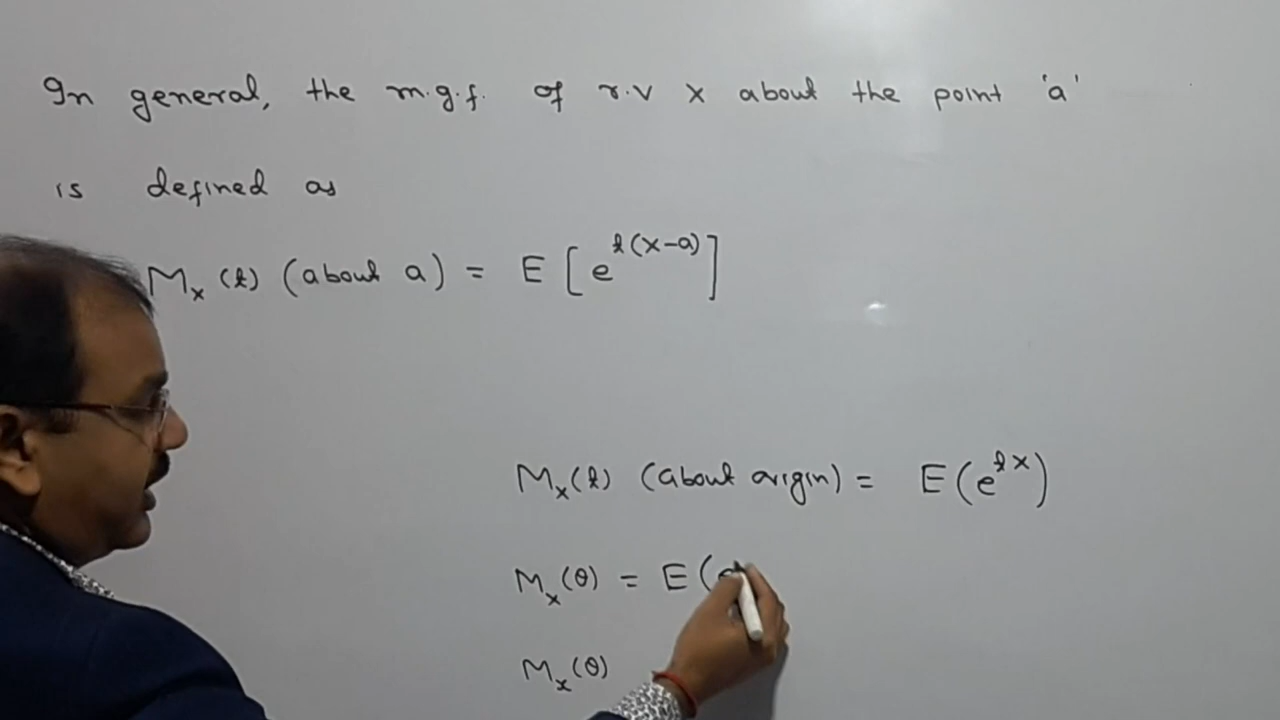 In general, the m.g.f. of r.v X about the point 'a'
is defined as
Mx(t) (about a) = E[e^t(x-a)]
Mx(t) (about origin) = E(e^tx)
Mx(θ) = E(e
Mx(θ)